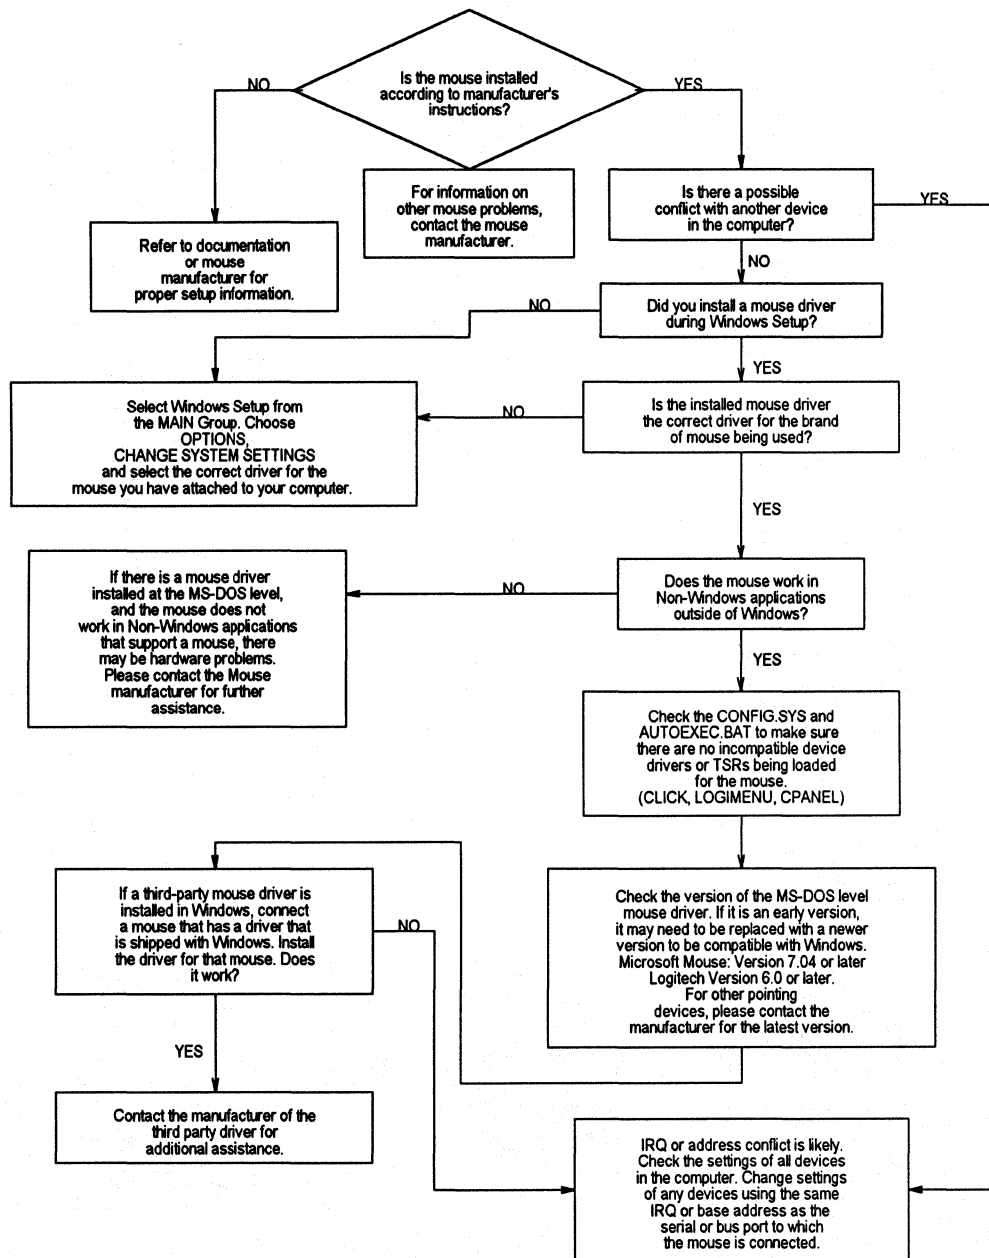 Is the mouse installed
according to manufacturer's
instructions?
NO
YES
For information on
other mouse problems,
contact the mouse
manufacturer.
Is there a possible
conflict with another device
in the computer?
YES
Refer to documentation
or mouse
manufacturer for
proper setup information.
NO
Did you install a mouse driver
during Windows Setup?
NO
YES
Select Windows Setup from
the MAIN Group. Choose
OPTIONS,
CHANGE SYSTEM SETTINGS
and select the correct driver for the
mouse you have attached to your computer.
NO
Is the installed mouse driver
the correct driver for the brand
of mouse being used?
YES
If there is a mouse driver
installed at the MS-DOS level,
and the mouse does not
work in Non-Windows applications
that support a mouse, there
may be hardware problems.
Please contact the Mouse
manufacturer for further
assistance.
NO
Does the mouse work in
Non-Windows applications
outside of Windows?
YES
Check the CONFIG.SYS and
AUTOEXEC.BAT to make sure
there are no incompatible device
drivers or TSRs being loaded
for the mouse.
(CLICK, LOGIMENU, CPANEL)
If a third-party mouse driver is
installed in Windows, connect
a mouse that has a driver that
is shipped with Windows. Install
the driver for that mouse. Does
it work?
NO
Check the version of the MS-DOS level
mouse driver. If it is an early version,
it may need to be replaced with a newer
version to be compatible with Windows.
Microsoft Mouse: Version 7.04 or later
Logitech Version 6.0 or later.
For other pointing
devices, please contact the
manufacturer for the latest version.
YES
Contact the manufacturer of the
third party driver for
additional assistance.
IRQ or address conflict is likely.
Check the settings of all devices
in the computer. Change settings
of any devices using the same
IRQ or base address as the
serial or bus port to which
the mouse is connected.